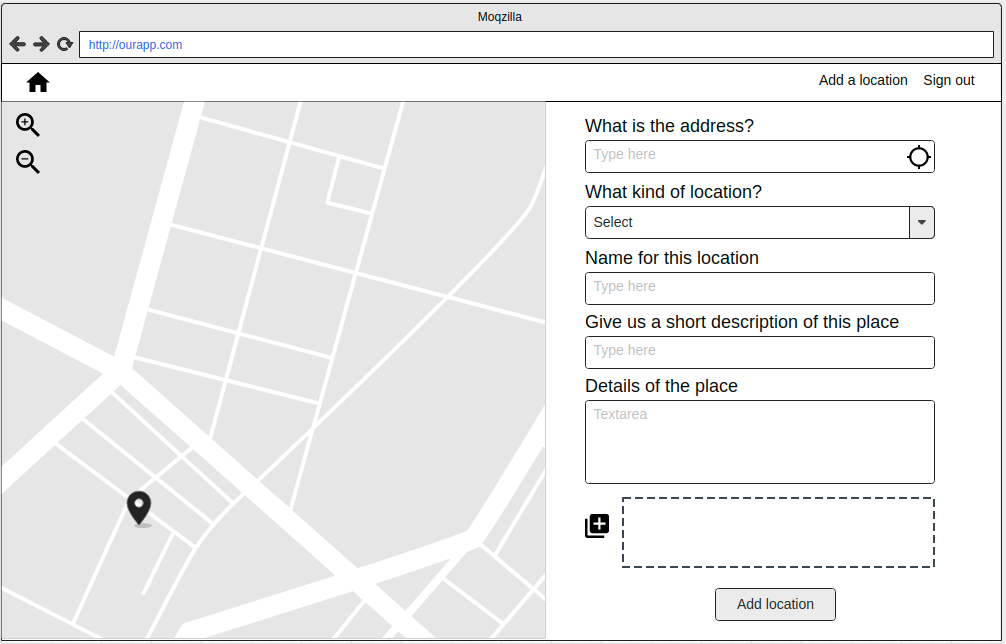 Moqzilla
http://ourapp.com
Add a location Sign out
What is the address?
Type here
What kind of location?
Select
Name for this location
Type here
Give us a short description of this place
Type here
Details of the place
Textarea
Add location